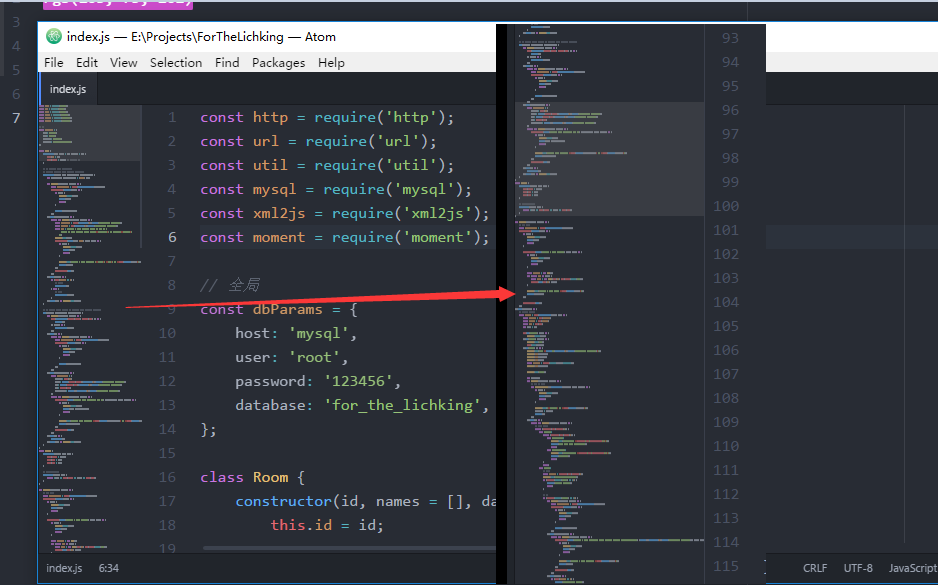 3
4
5
6
7
index.js — E:\Projects\ForTheLichking — Atom
File Edit View Selection Find Packages Help
index.js
1 const http = require('http');
2 const url = require('url');
3 const util = require('util');
4 const mysql = require('mysql');
5 const xml2js = require('xml2js');
6 const moment = require('moment');
7
8 // 全局
9 const dbParams = {
10 host: 'mysql',
11 user: 'root',
12 password: '123456',
13 database: 'for_the_lichking',
14 };
15
16 class Room {
17 constructor(id, names = [], da
18 this.id = id;
19
93
94
95
96
97
98
99
100
101
102
103
104
105
106
107
108
109
110
111
112
113
114
115
index.js 6:34 CRLF UTF-8 JavaScript